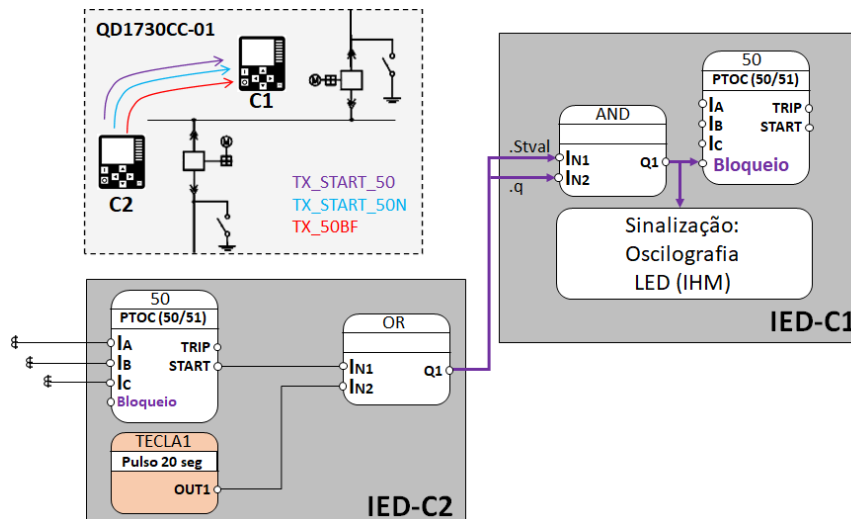 QD1730CC-01
M
C1
C2
M
TX_START_50
TX_START_50N
TX_50BF
50
PTOC (50/51)
IA
IB
IC
Bloqueio
TRIP
START
AND
IN1
IN2
Q1
.Stval
.q
Sinalização:
Oscilografia
LED (IHM)
IED-C1
50
PTOC (50/51)
IA
IB
IC
Bloqueio
TRIP
START
OR
IN1
IN2
Q1
TECLA1
Pulso 20 seg
OUT1
IED-C2